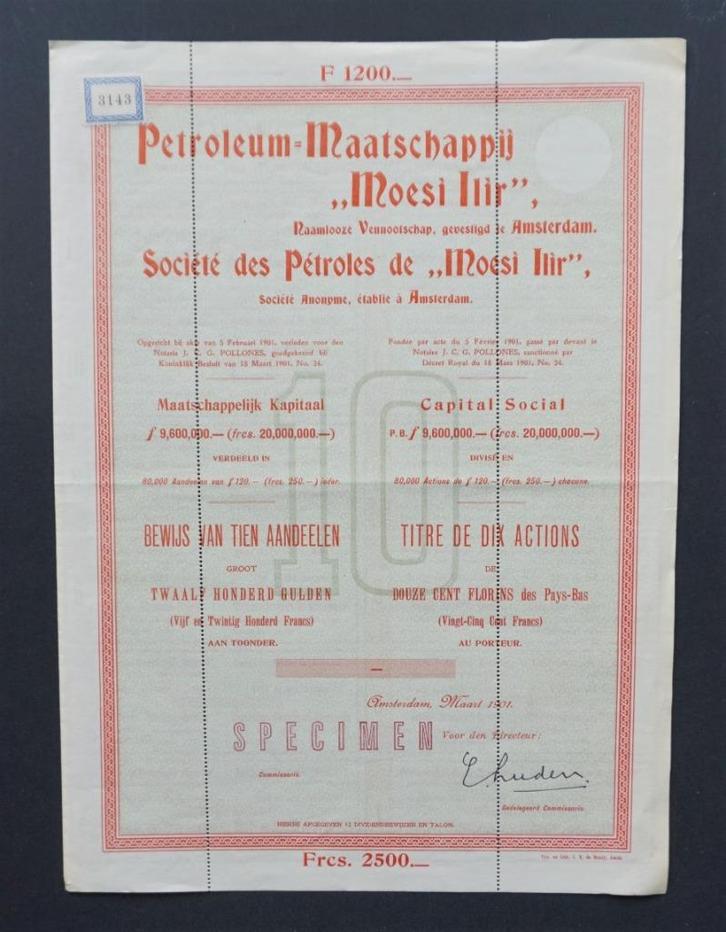 F 1200.—
3143
Petroleum=Maatschappij
„Moesi Ilir”,
Naamlooze Vennootschap, gevestigd te Amsterdam.
Société des Pétroles de „Moesi Ilir”,
Société Anonyme, établie à Amsterdam.
Opgericht bij akte van 5 Februari 1901, verleden voor den
Notaris J. C. G. POLLONES, goedgekeurd bij
Koninklijk Besluit van 18 Maart 1901, No. 24.
Fondée par acte du 5 Février 1901, passé par devant le
Notaire J. C. G. POLLONES, sanctionné par
Décret Royal du 18 Mars 1901, No. 24.
Maatschappelijk Kapitaal
ƒ 9,600,000.— (frcs. 20,000,000.—)
VERDEELD IN
80,000 Aandeelen van ƒ 120.— (frcs. 250.—) ieder.
Capital Social
P.B. ƒ 9,600,000.— (frcs. 20,000,000.—)
DIVISÉ EN
80,000 Actions de ƒ 120.— (frcs. 250.—) chacune.
10
BEWIJS VAN TIEN AANDEELEN
GROOT
TWAALF HONDERD GULDEN
(Vijf en Twintig Honderd Francs)
AAN TOONDER.
TITRE DE DIX ACTIONS
DE
DOUZE CENT FLORINS des Pays-Bas
(Vingt-Cinq Cent Francs)
AU PORTEUR.
—
Amsterdam, Maart 1901.
SPECIMEN
Voor den Directeur:
Commissaris.
Gedelegeerd Commissaris.
HIERBIJ AFGEGEVEN 12 DIVIDENDBEWIJZEN EN TALON.
Frcs. 2500.—